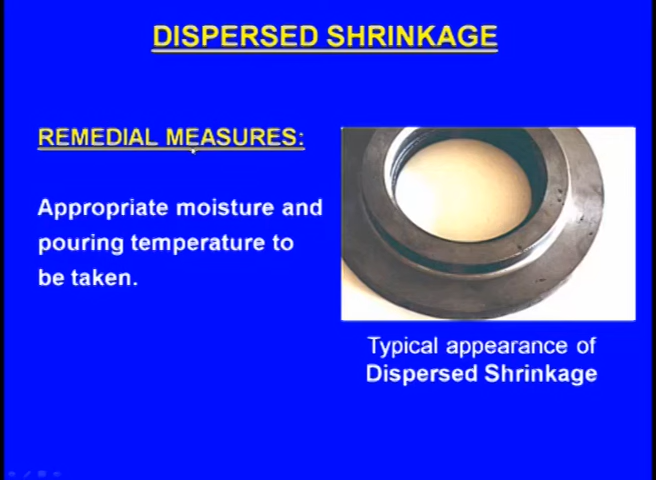 DISPERSED SHRINKAGE
REMEDIAL MEASURES:
Appropriate moisture and
pouring temperature to
be taken.
Typical appearance of
Dispersed Shrinkage